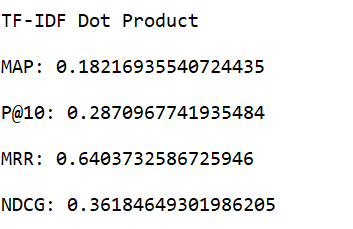 TF-IDF Dot Product
MAP: 0.18216935540724435
P@10: 0.2870967741935484
MRR: 0.6403732586725946
NDCG: 0.36184649301986205